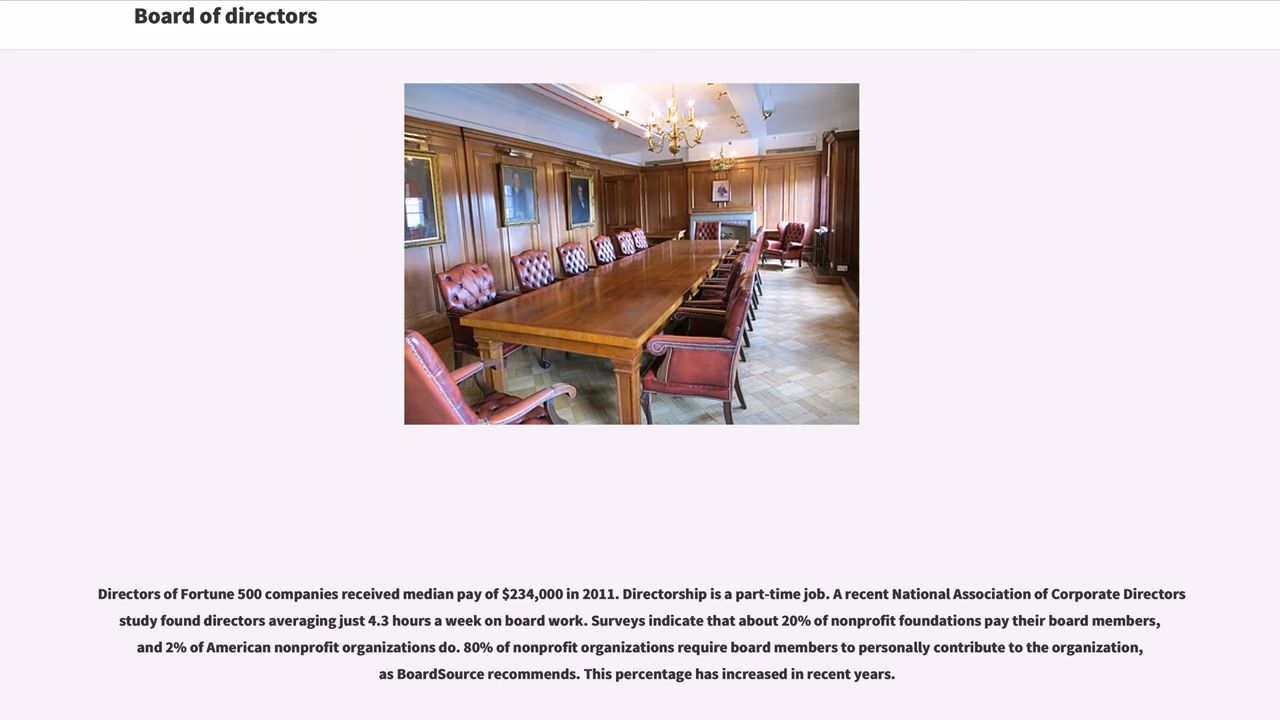 Board of directors
Directors of Fortune 500 companies received median pay of $234,000 in 2011. Directorship is a part-time job. A recent National Association of Corporate Directors
study found directors averaging just 4.3 hours a week on board work. Surveys indicate that about 20% of nonprofit foundations pay their board members,
and 2% of American nonprofit organizations do. 80% of nonprofit organizations require board members to personally contribute to the organization,
as BoardSource recommends. This percentage has increased in recent years.